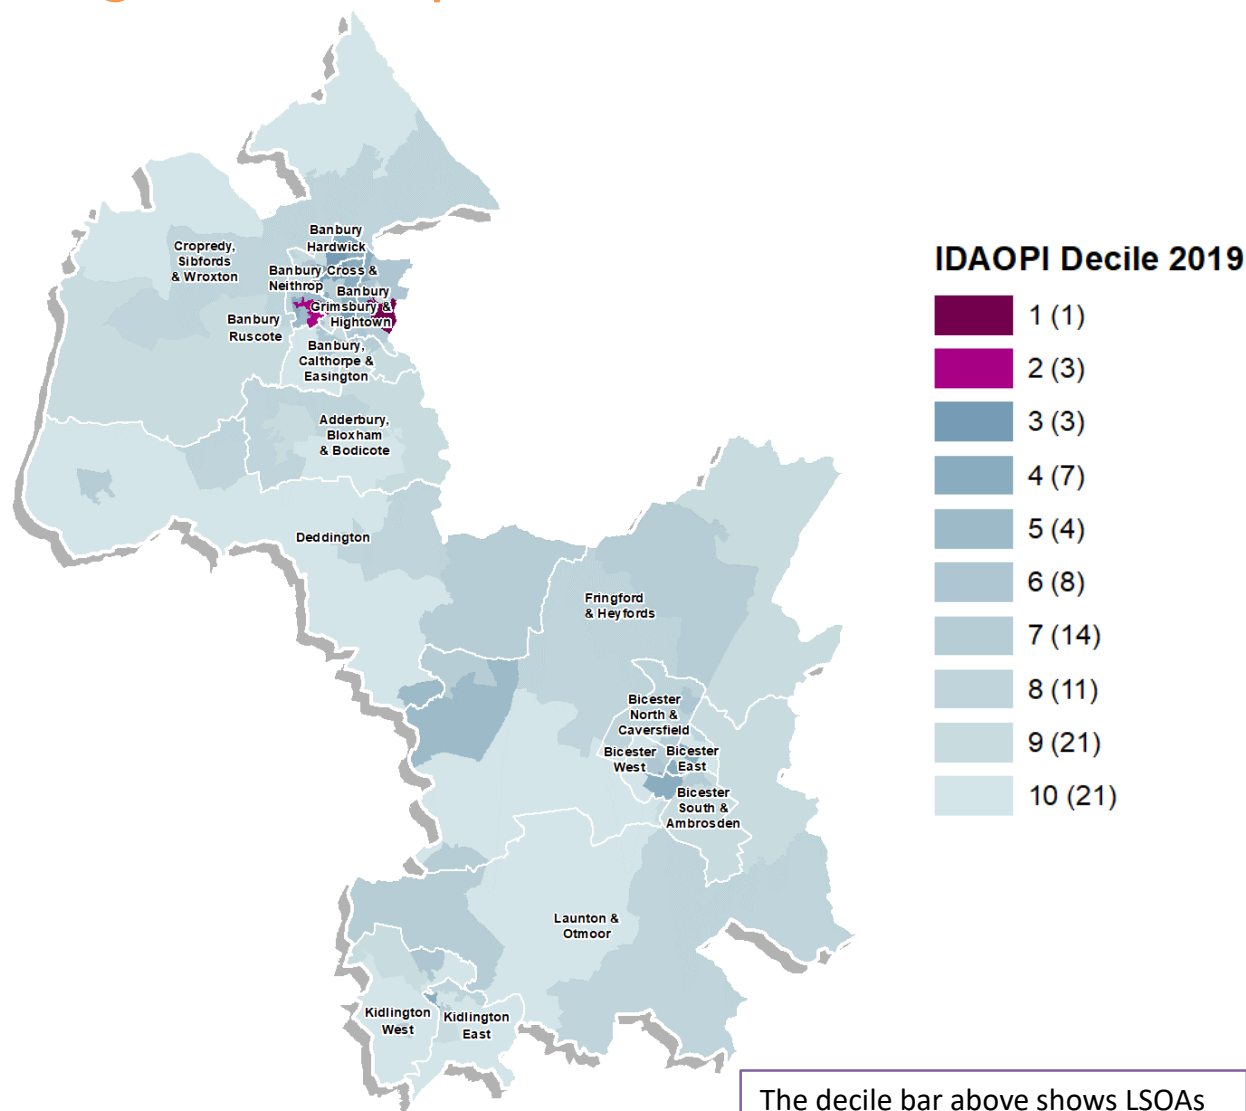 Banbury
Hardwick
Cropredy,
Sibfords
& Wroxton
Banbury Cross &
Neithrop
Banbury
Grimsbury &
Hightown
Banbury
Ruscote
Banbury,
Calthorpe &
Easington
Adderbury,
Bloxham
& Bodicote
Deddington
Fringford
& Heyfords
Bicester
North &
Caversfield
Bicester
West
Bicester
East
Bicester
South &
Ambrosden
Launton &
Otmoor
Kidlington
West
Kidlington
East
IDAOPI Decile 2019
1 (1)
2 (3)
3 (3)
4 (7)
5 (4)
6 (8)
7 (14)
8 (11)
9 (21)
10 (21)
The decile bar above shows LSOAs